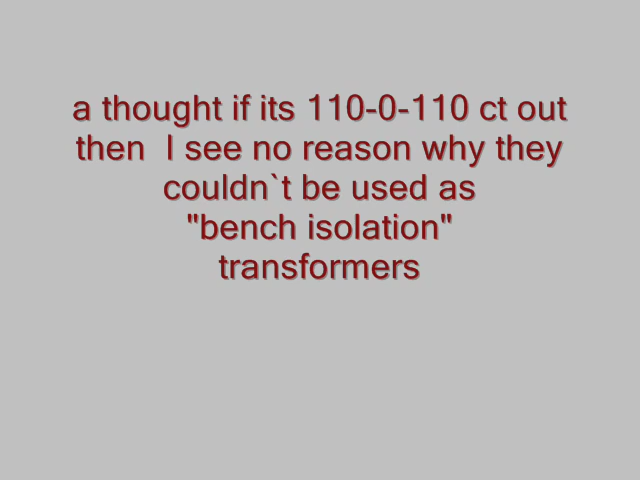 a thought if its 110-0-110 ct out
then  I see no reason why they
couldn`t be used as
"bench isolation"
transformers